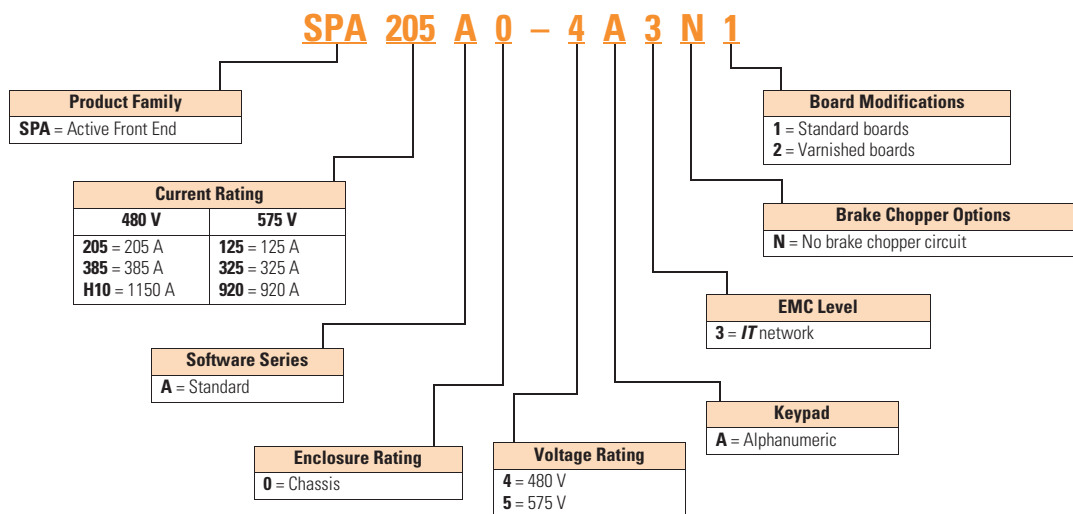 SPA 205 A 0 – 4 A 3 N 1
Product Family
SPA = Active Front End
Board Modifications
1 = Standard boards
2 = Varnished boards
Current Rating
480 V 575 V
205 = 205 A 125 = 125 A
385 = 385 A 325 = 325 A
H10 = 1150 A 920 = 920 A
Brake Chopper Options
N = No brake chopper circuit
EMC Level
3 = IT network
Software Series
A = Standard
Keypad
A = Alphanumeric
Enclosure Rating
0 = Chassis
Voltage Rating
4 = 480 V
5 = 575 V